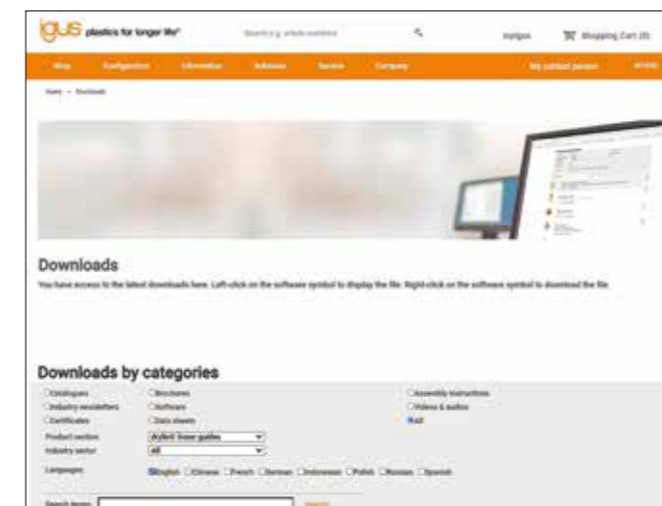 igus plastics for longer life®
Search e.g. article numbers
myigus Shopping Cart (0)
Shop Configurators Information Industries Service Company My contact person
Home Downloads
Downloads
You have access to the latest downloads here. Left-click on the software symbol to display the file. Right-click on the software symbol to download the file.
Downloads by categories
Catalogues Brochures Assembly instructions
Industry newsletters Software Videos & audios
Certificates Data sheets All
Product section drylin® linear guides
Industry sector All
Languages English Chinese French German Indonesian Polish Russian Spanish
Search terms